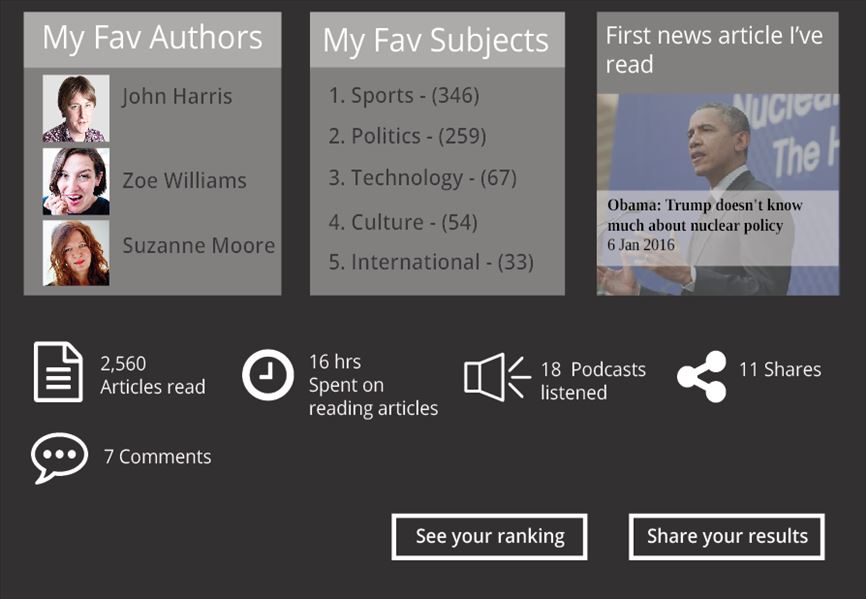 My Fav Authors
John Harris
Zoe Williams
Suzanne Moore
My Fav Subjects
1. Sports - (346)
2. Politics - (259)
3. Technology - (67)
4. Culture - (54)
5. International - (33)
First news article I've
read
Nuclear
The H
Obama: Trump doesn't know
much about nuclear policy
6 Jan 2016
2,560
Articles read
16 hrs
Spent on
reading articles
18 Podcasts
listened
11 Shares
7 Comments
See your ranking
Share your results